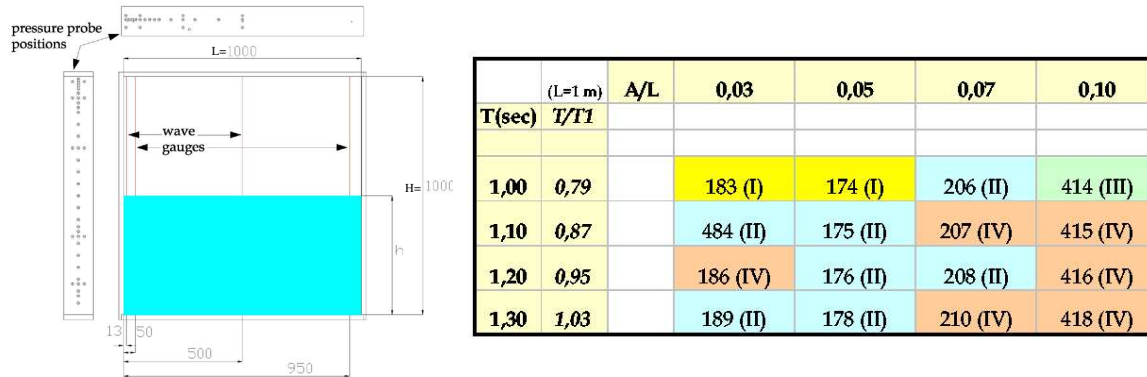 pressure probe
positions
L=1000
wave
gauges
H=1000
h
13 50
500
950
(L=1 m) A/L 0,03 0,05 0,07 0,10
T(sec) T/T1
1,00 0,79 183 (I) 174 (I) 206 (II) 414 (III)
1,10 0,87 484 (II) 175 (II) 207 (IV) 415 (IV)
1,20 0,95 186 (IV) 176 (II) 208 (II) 416 (IV)
1,30 1,03 189 (II) 178 (II) 210 (IV) 418 (IV)